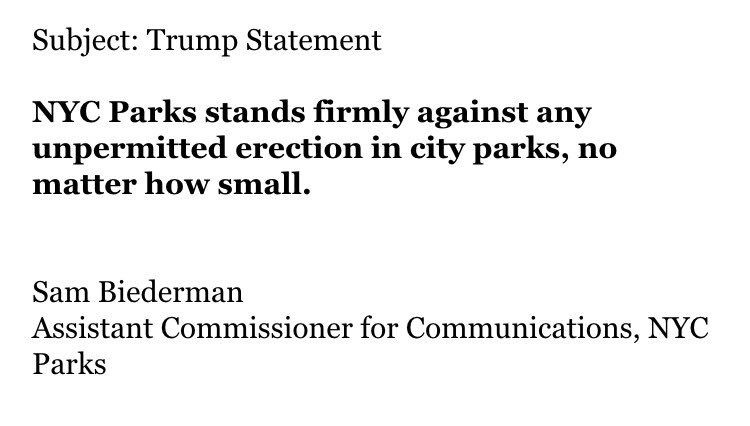 Subject: Trump Statement
NYC Parks stands firmly against any
unpermitted erection in city parks, no
matter how small.
Sam Biederman
Assistant Commissioner for Communications, NYC
Parks